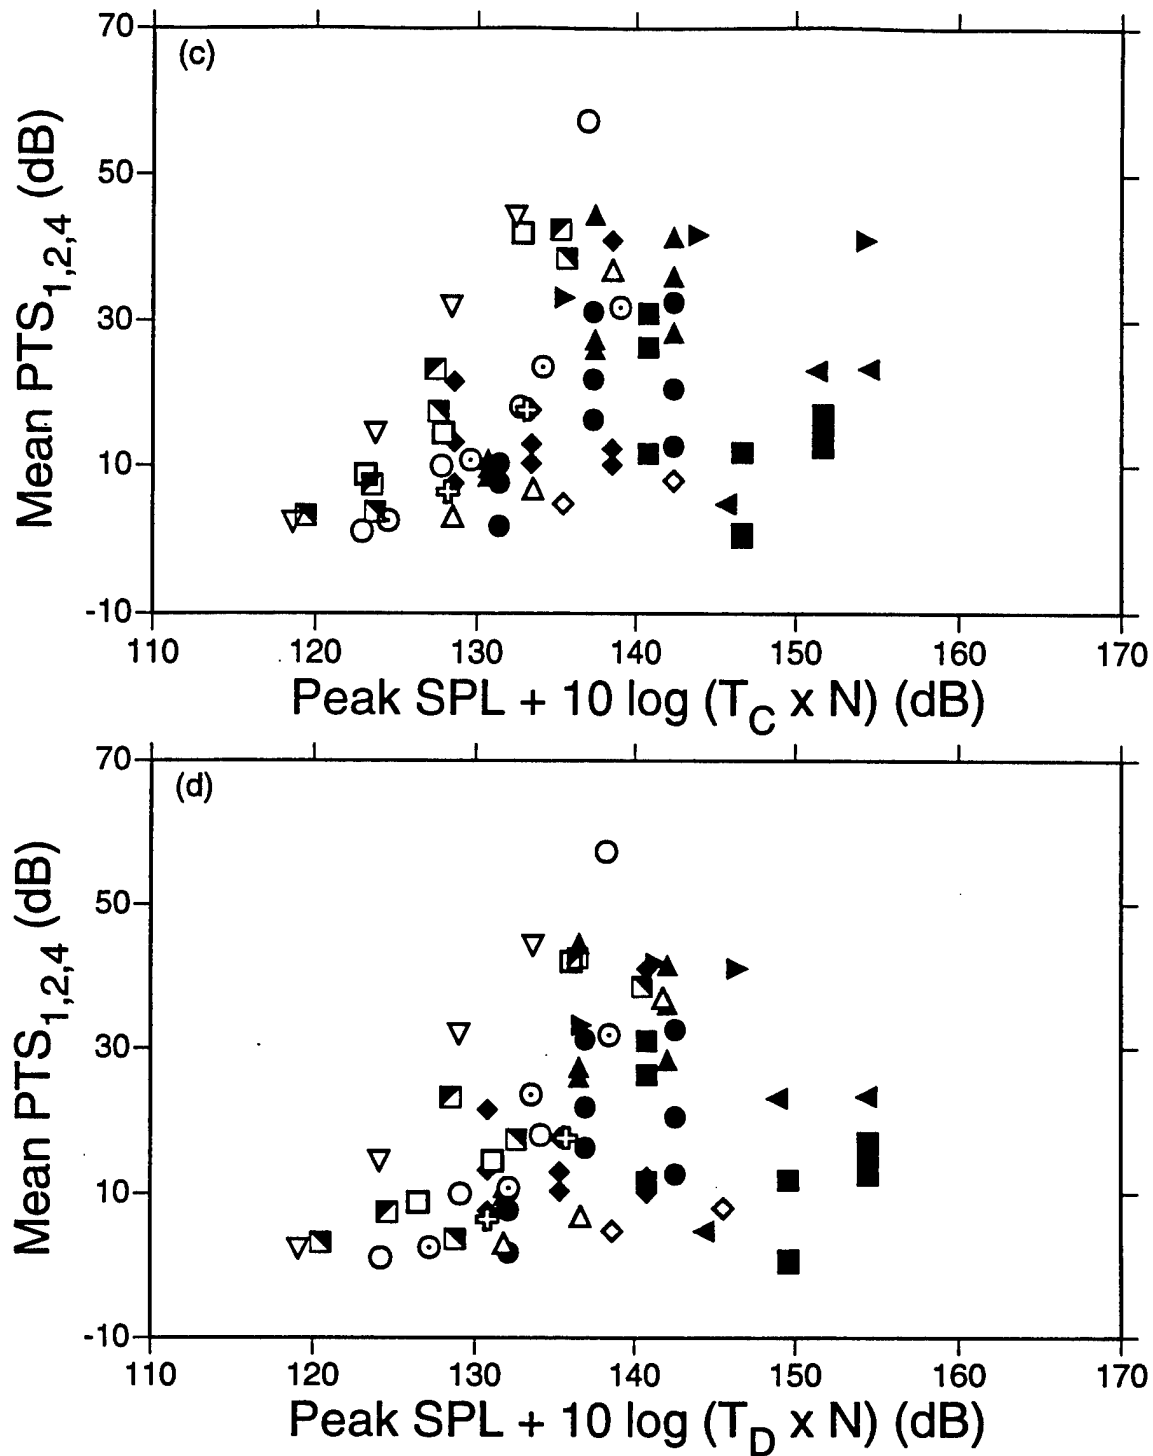 70
(c)
50
30
10
-10
Mean PTS1,2,4 (dB)
110 120 130 140 150 160 170
Peak SPL + 10 log (TC x N) (dB)
70
(d)
50
30
10
-10
Mean PTS1,2,4 (dB)
110 120 130 140 150 160 170
Peak SPL + 10 log (TD x N) (dB)